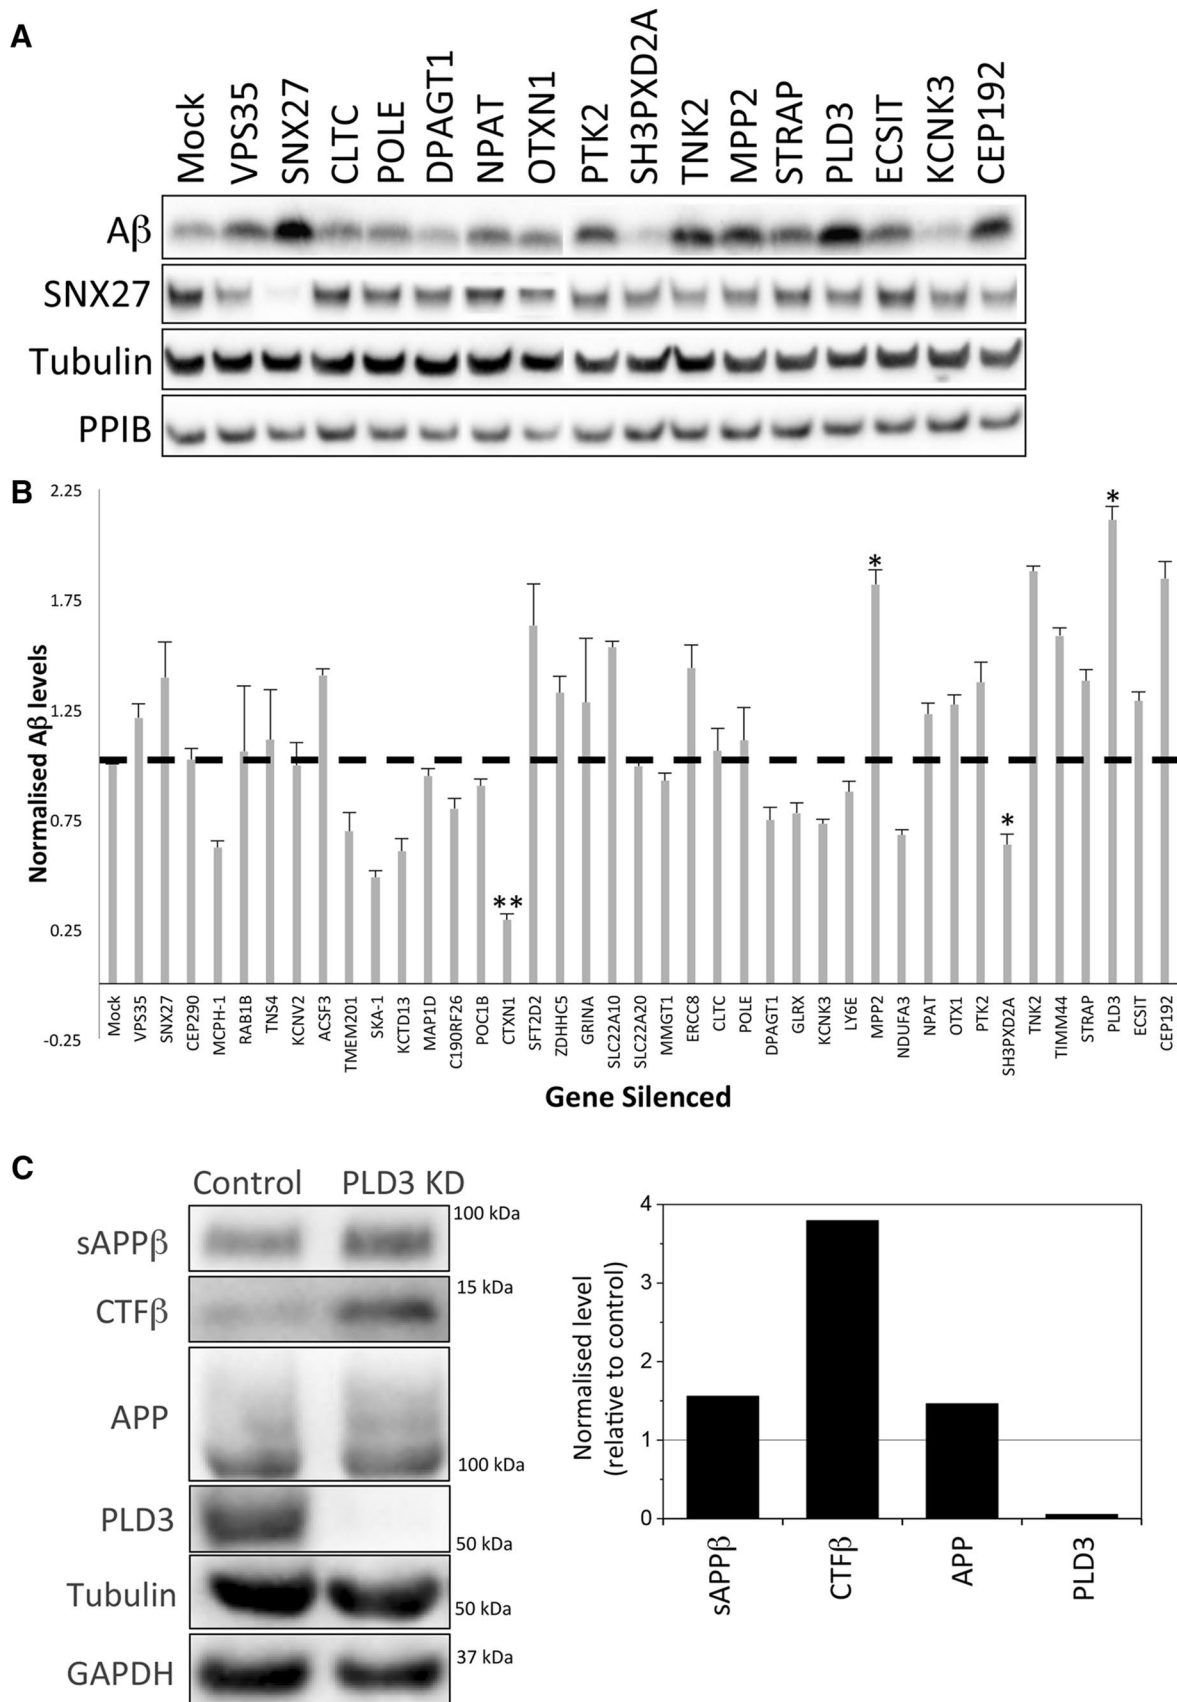 A
Mock VPS35 SNX27 CLTC POLE DPAGT1 NPAT OTXN1 PTK2 SH3PXD2A TNK2 MPP2 STRAP PLD3 ECSIT KCNK3 CEP192
Aβ
SNX27
Tubulin
PPIB
B
2.25
1.75
1.25
0.75
0.25
-0.25
Normalised Aβ levels
*
*
*
**
Mock VPS35 SNX27 CEP290 MCPH-1 RAB1B TNS4 KCNV2 ACSF3 TMEM201 SKA-1 KCTD13 MAP1D C190RF26 POC1B CTXN1 SFT2D2 ZDHHC5 GRINA SLC22A10 SLC22A20 MMGT1 ERCC8 CLTC POLE DPAGT1 GLRX KCNK3 LY6E MPP2 NDUFA3 NPAT OTX1 PTK2 SH3PXD2A TNK2 TIMM44 STRAP PLD3 ECSIT CEP192
Gene Silenced
C
Control PLD3 KD
sAPPβ 100 kDa
CTFβ 15 kDa
APP 100 kDa
PLD3 50 kDa
Tubulin 50 kDa
GAPDH 37 kDa
Normalised level
(relative to control)
4
3
2
1
0
sAPPβ CTFβ APP PLD3